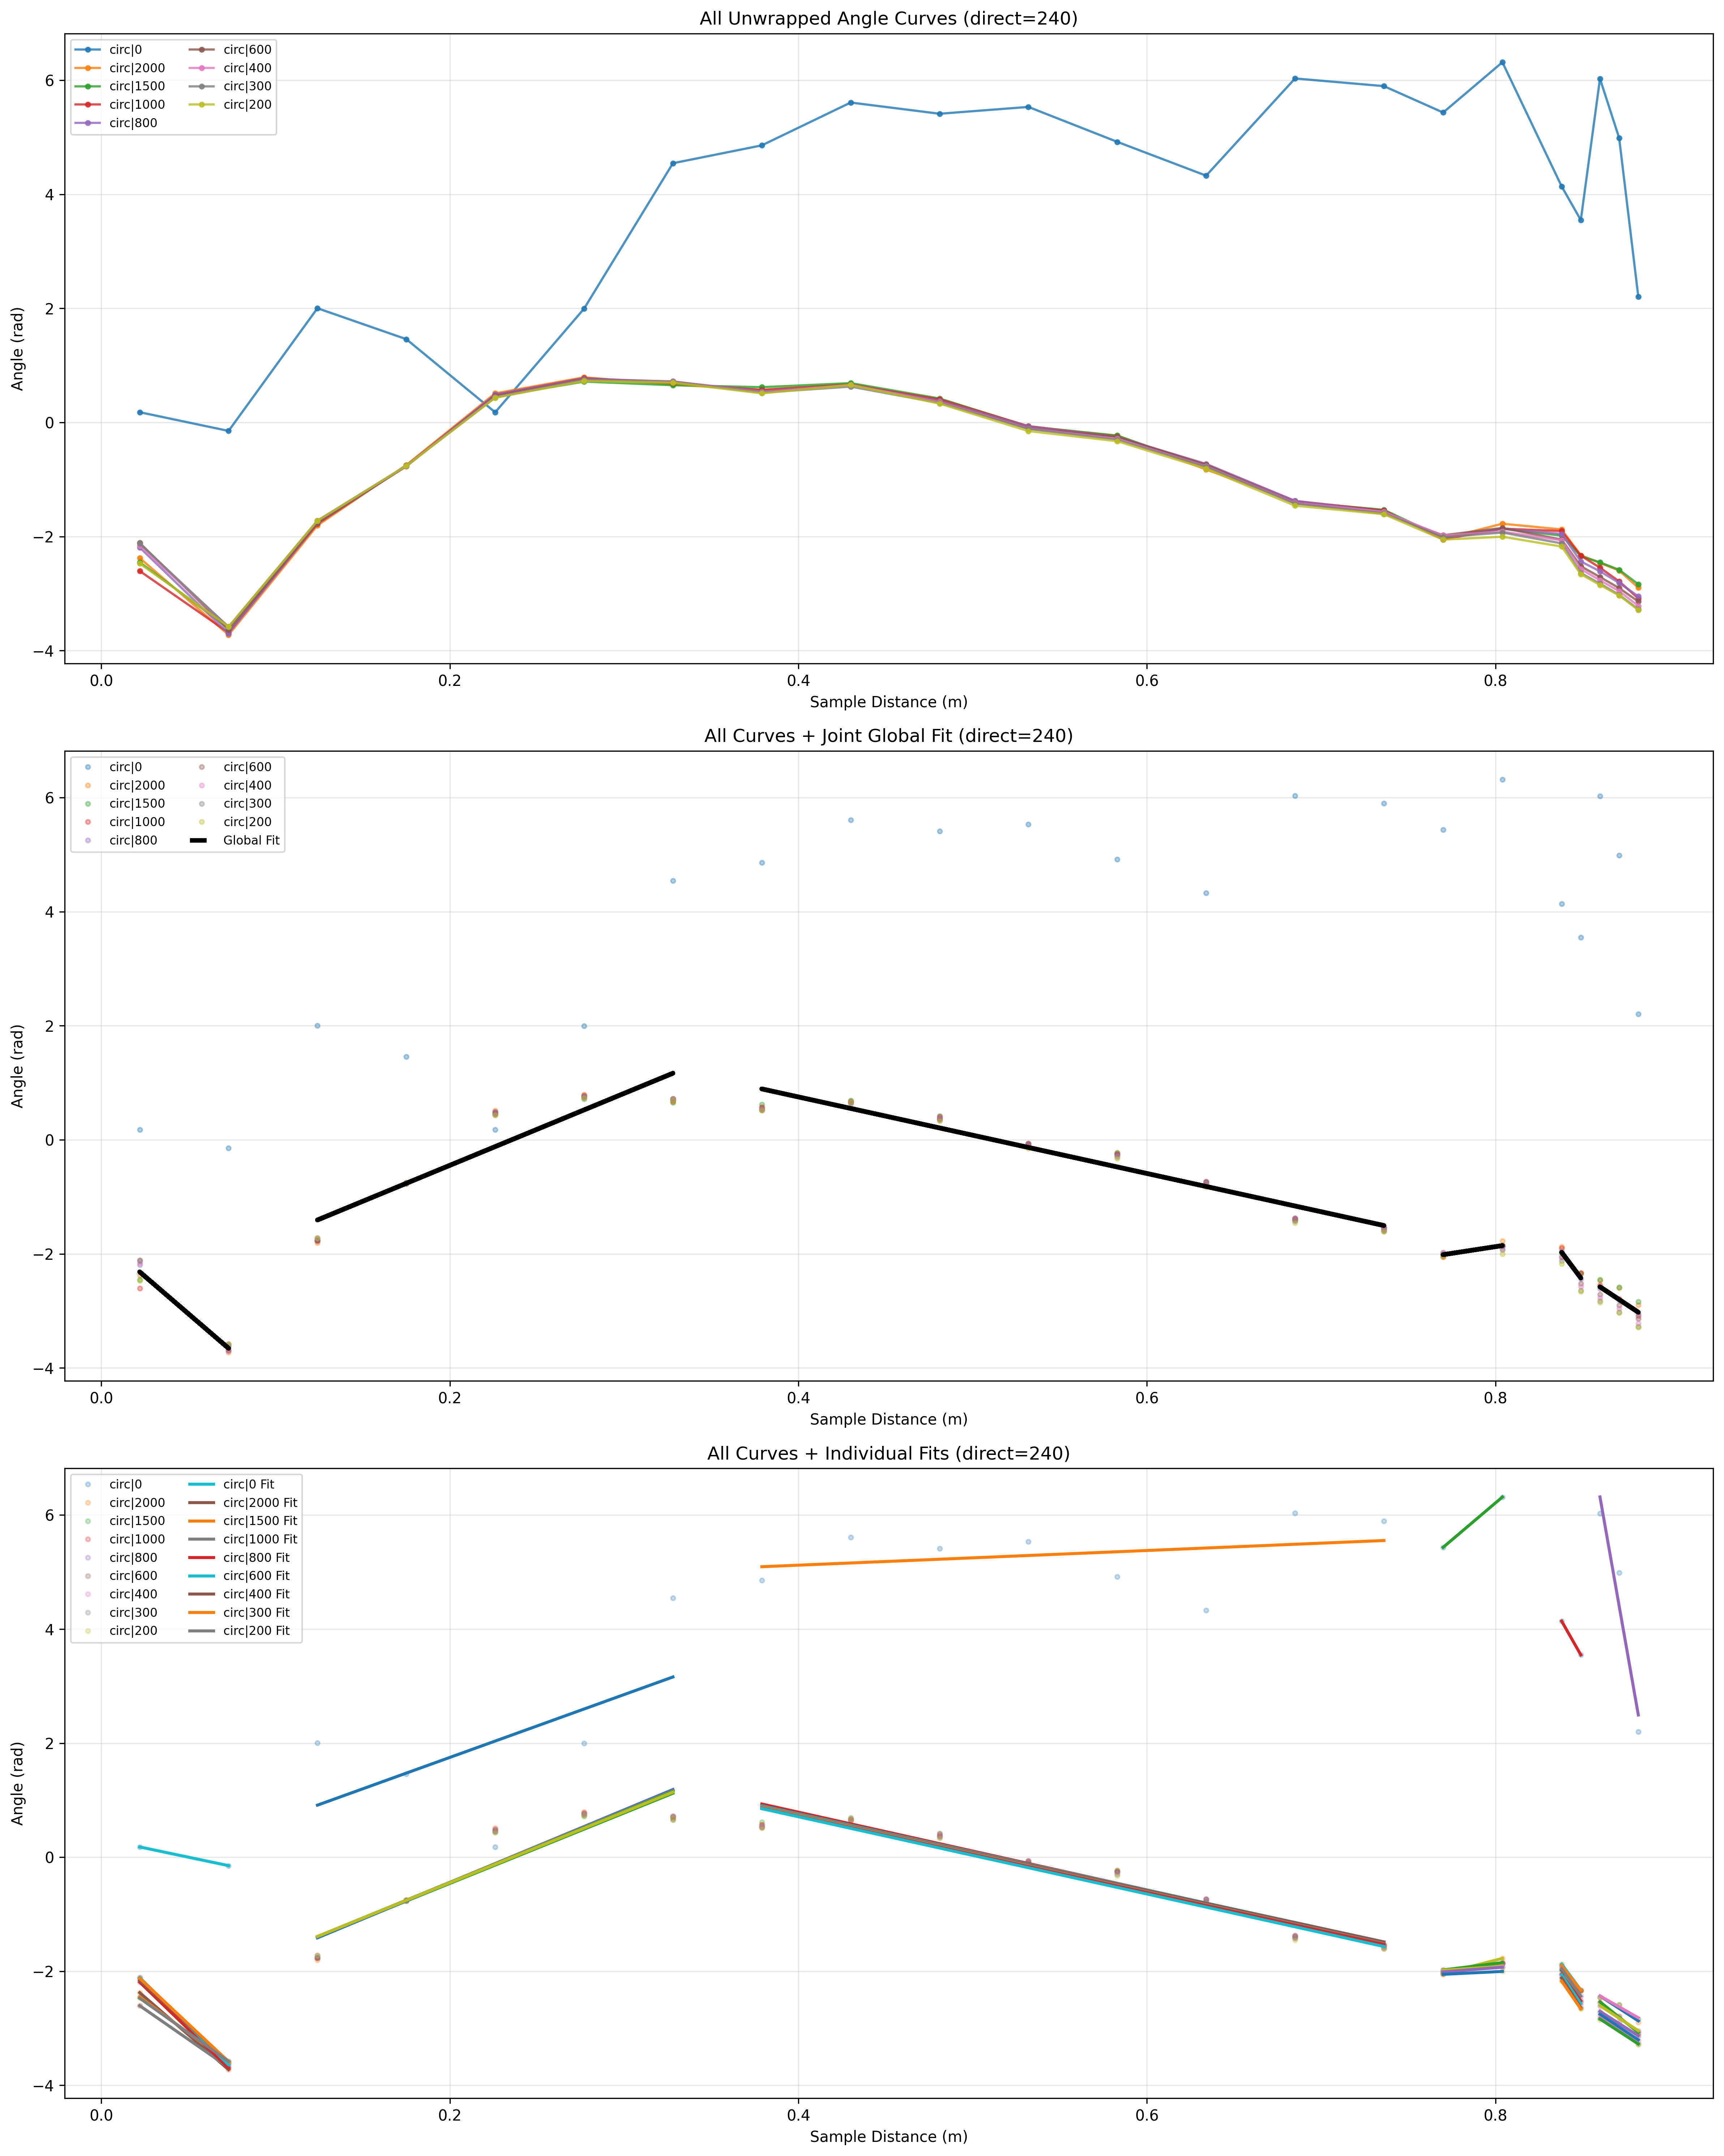 All Unwrapped Angle Curves (direct=240)
circ|0
circ|2000
circ|1500
circ|1000
circ|800
circ|600
circ|400
circ|300
circ|200
6
4
2
0
−2
−4
Angle (rad)
0.0 0.2 0.4 0.6 0.8
Sample Distance (m)
All Curves + Joint Global Fit (direct=240)
circ|0
circ|2000
circ|1500
circ|1000
circ|800
circ|600
circ|400
circ|300
circ|200
Global Fit
6
4
2
0
−2
−4
Angle (rad)
0.0 0.2 0.4 0.6 0.8
Sample Distance (m)
All Curves + Individual Fits (direct=240)
circ|0
circ|2000
circ|1500
circ|1000
circ|800
circ|600
circ|400
circ|300
circ|200
circ|0 Fit
circ|2000 Fit
circ|1500 Fit
circ|1000 Fit
circ|800 Fit
circ|600 Fit
circ|400 Fit
circ|300 Fit
circ|200 Fit
6
4
2
0
−2
−4
Angle (rad)
0.0 0.2 0.4 0.6 0.8
Sample Distance (m)